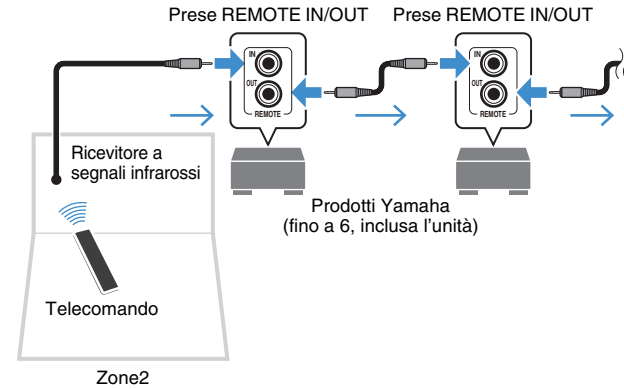 Prese REMOTE IN/OUT
Prese REMOTE IN/OUT
IN
OUT
REMOTE
IN
OUT
REMOTE
Ricevitore a
segnali infrarossi
Prodotti Yamaha
(fino a 6, inclusa l'unità)
Telecomando
Zone2